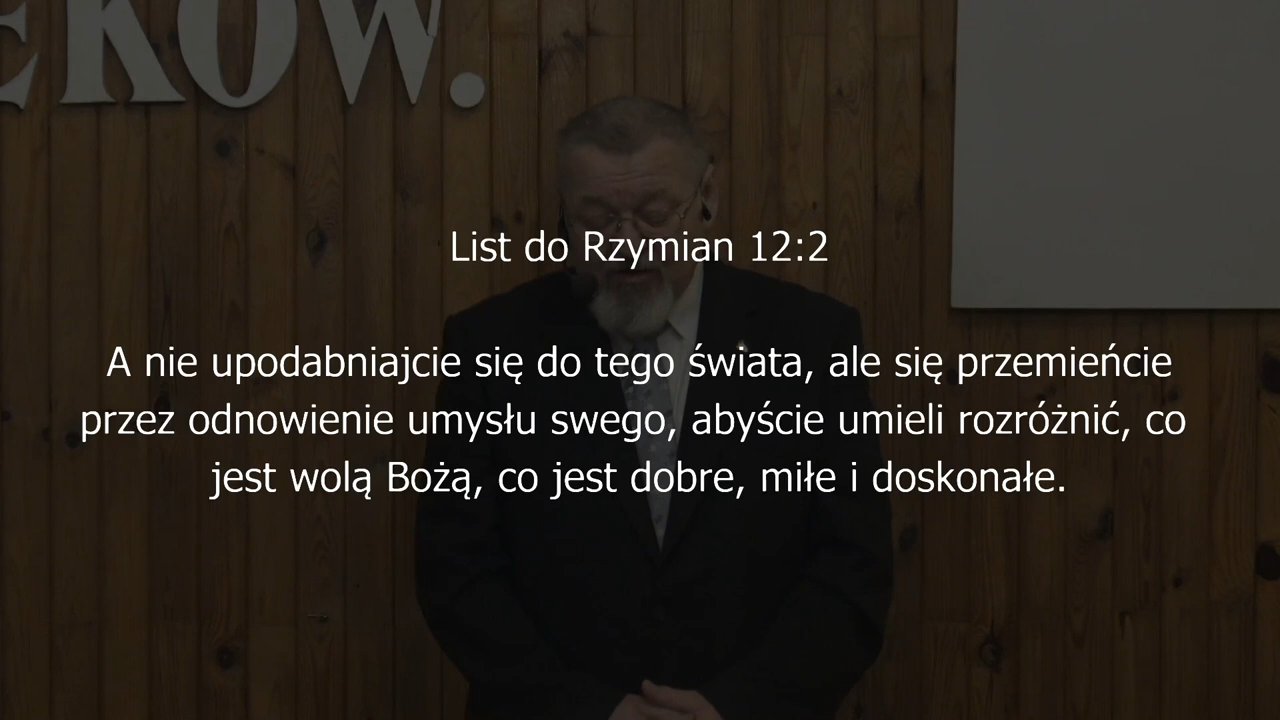 EKÓW.
List do Rzymian 12:2
A nie upodabniajcie się do tego świata, ale się przemieńcie
przez odnowienie umysłu swego, abyście umieli rozróżnić, co
jest wolą Bożą, co jest dobre, miłe i doskonałe.